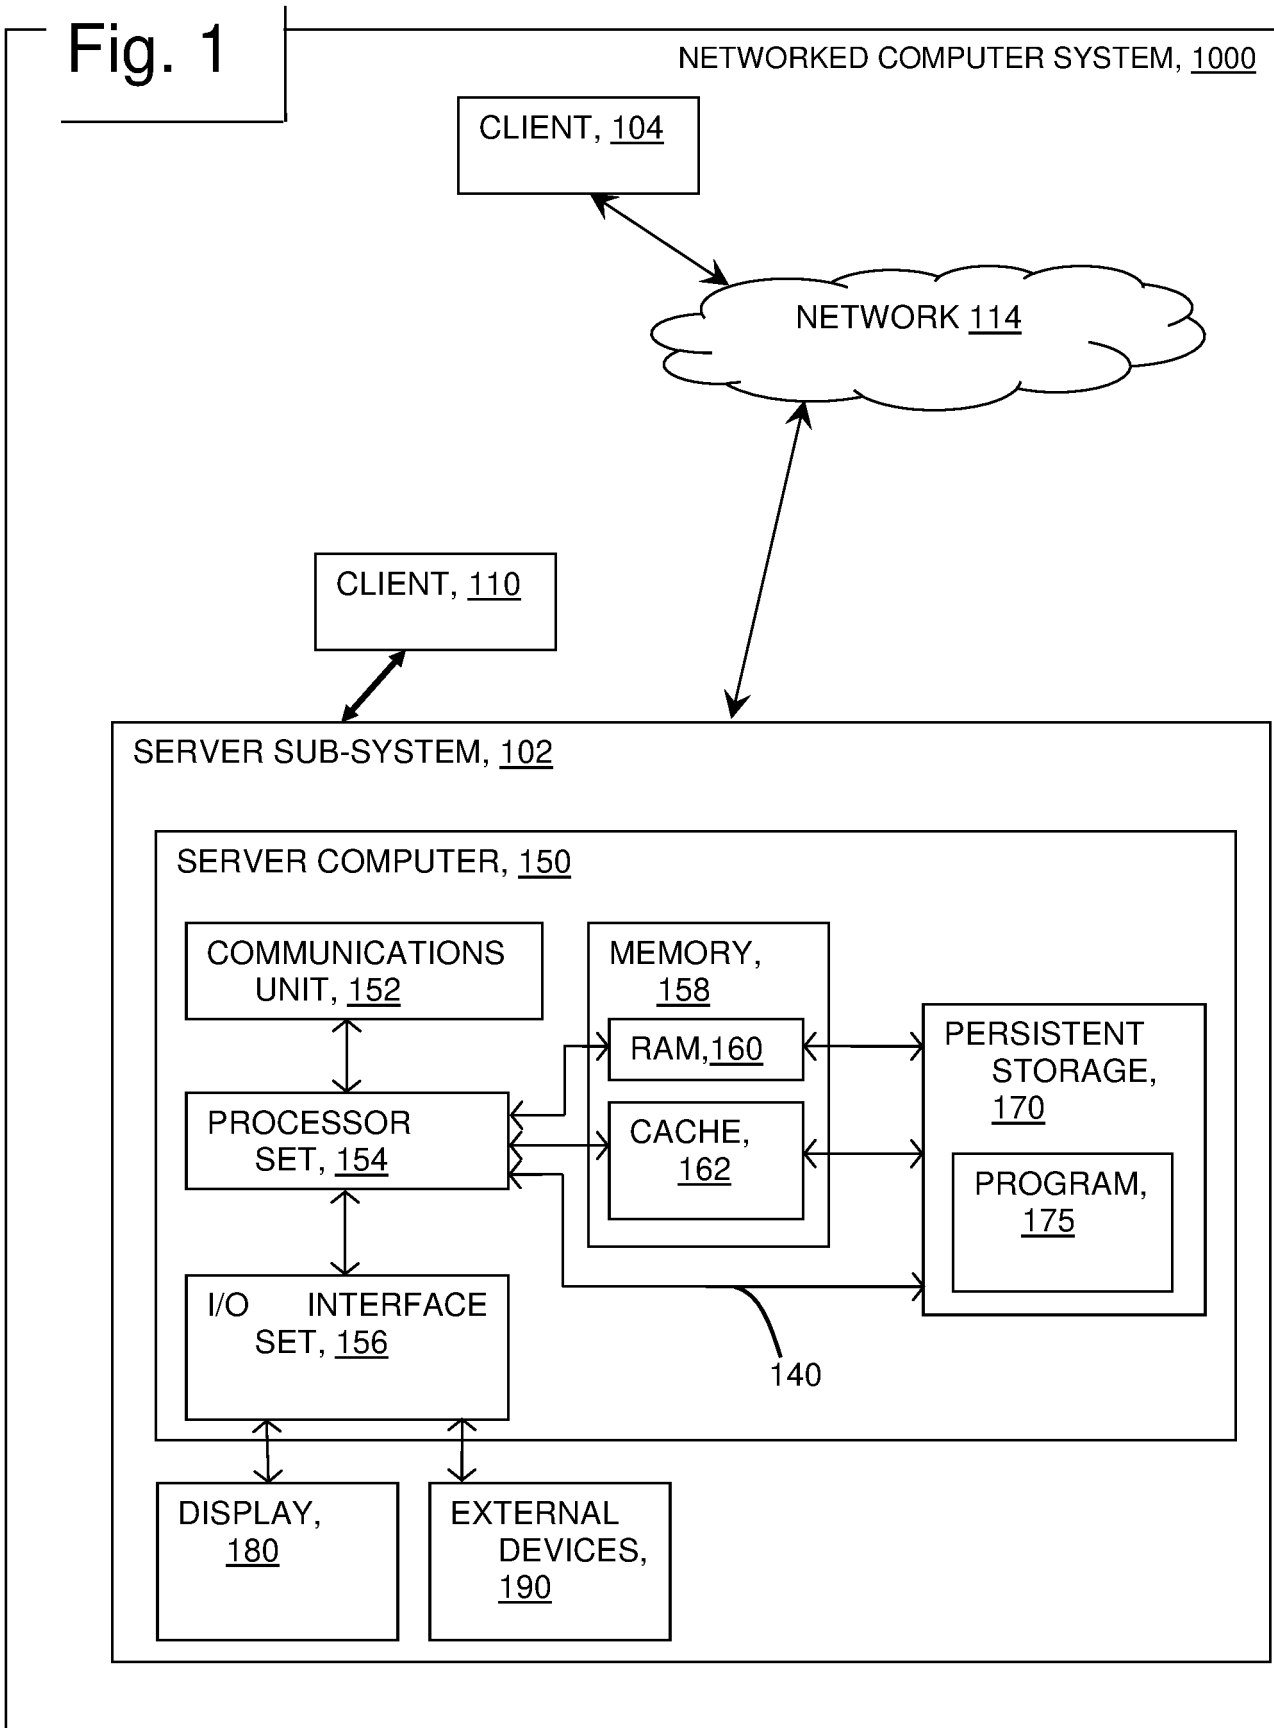 Fig. 1
NETWORKED COMPUTER SYSTEM, 1000
CLIENT, 104
NETWORK 114
CLIENT, 110
SERVER SUB-SYSTEM, 102
SERVER COMPUTER, 150
COMMUNICATIONS
UNIT, 152
MEMORY,
158
RAM,160
PERSISTENT
STORAGE,
170
PROCESSOR
SET, 154
CACHE,
162
PROGRAM,
175
I/O INTERFACE
SET, 156
140
DISPLAY,
180
EXTERNAL
DEVICES,
190